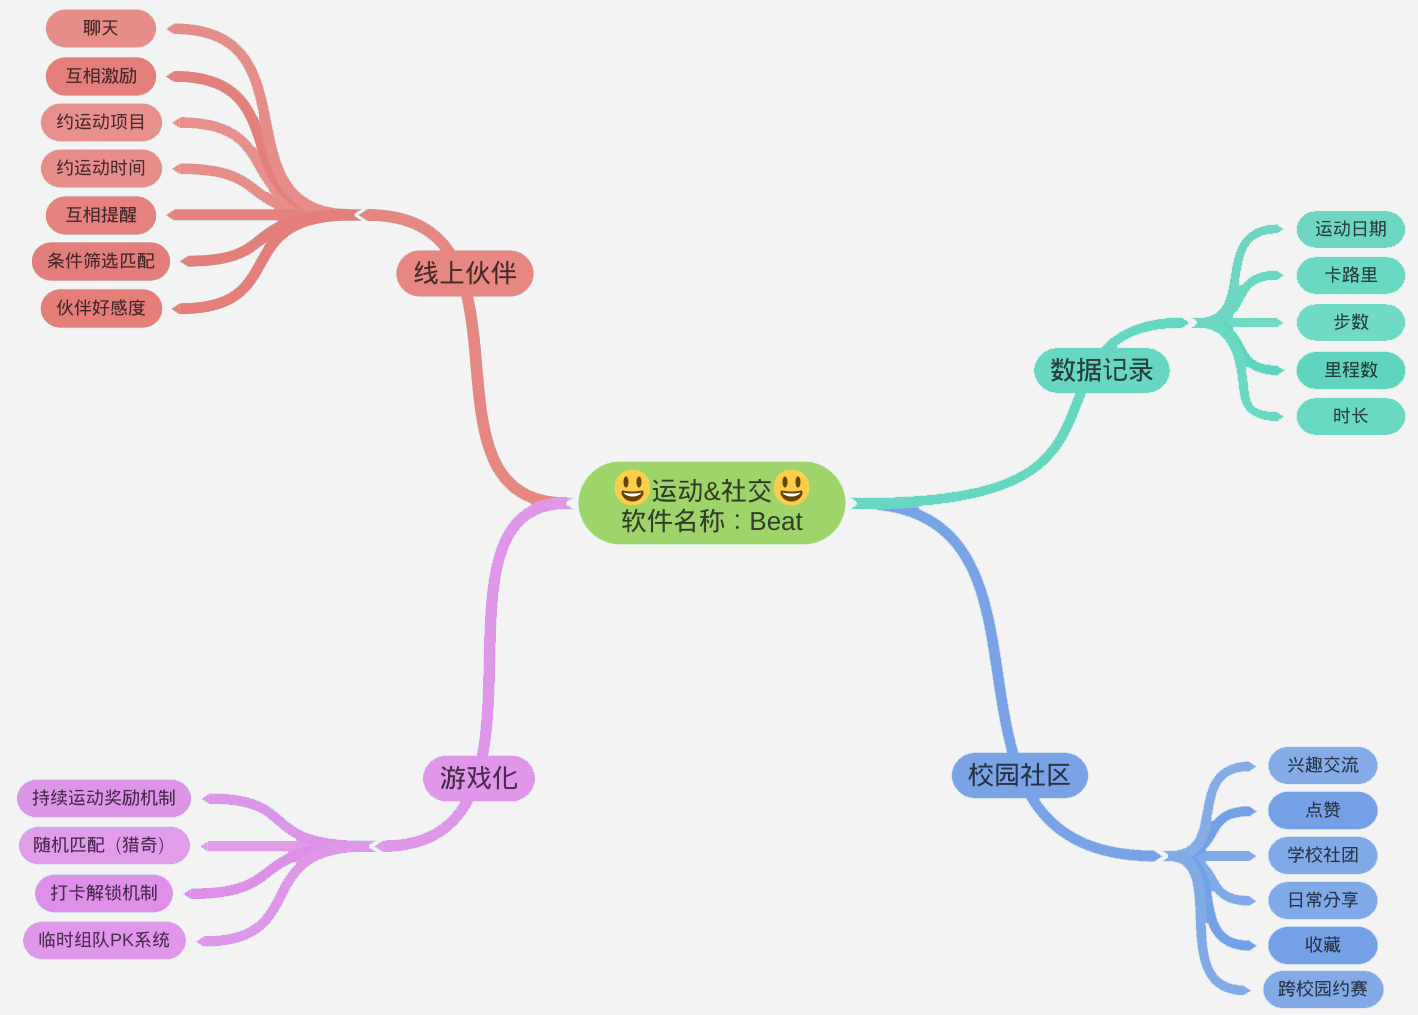 运动&社交
软件名称：Beat
线上伙伴
聊天
互相激励
约运动项目
约运动时间
互相提醒
条件筛选匹配
伙伴好感度
数据记录
运动日期
卡路里
步数
里程数
时长
游戏化
持续运动奖励机制
随机匹配（猎奇）
打卡解锁机制
临时组队PK系统
校园社区
兴趣交流
点赞
学校社团
日常分享
收藏
跨校园约赛